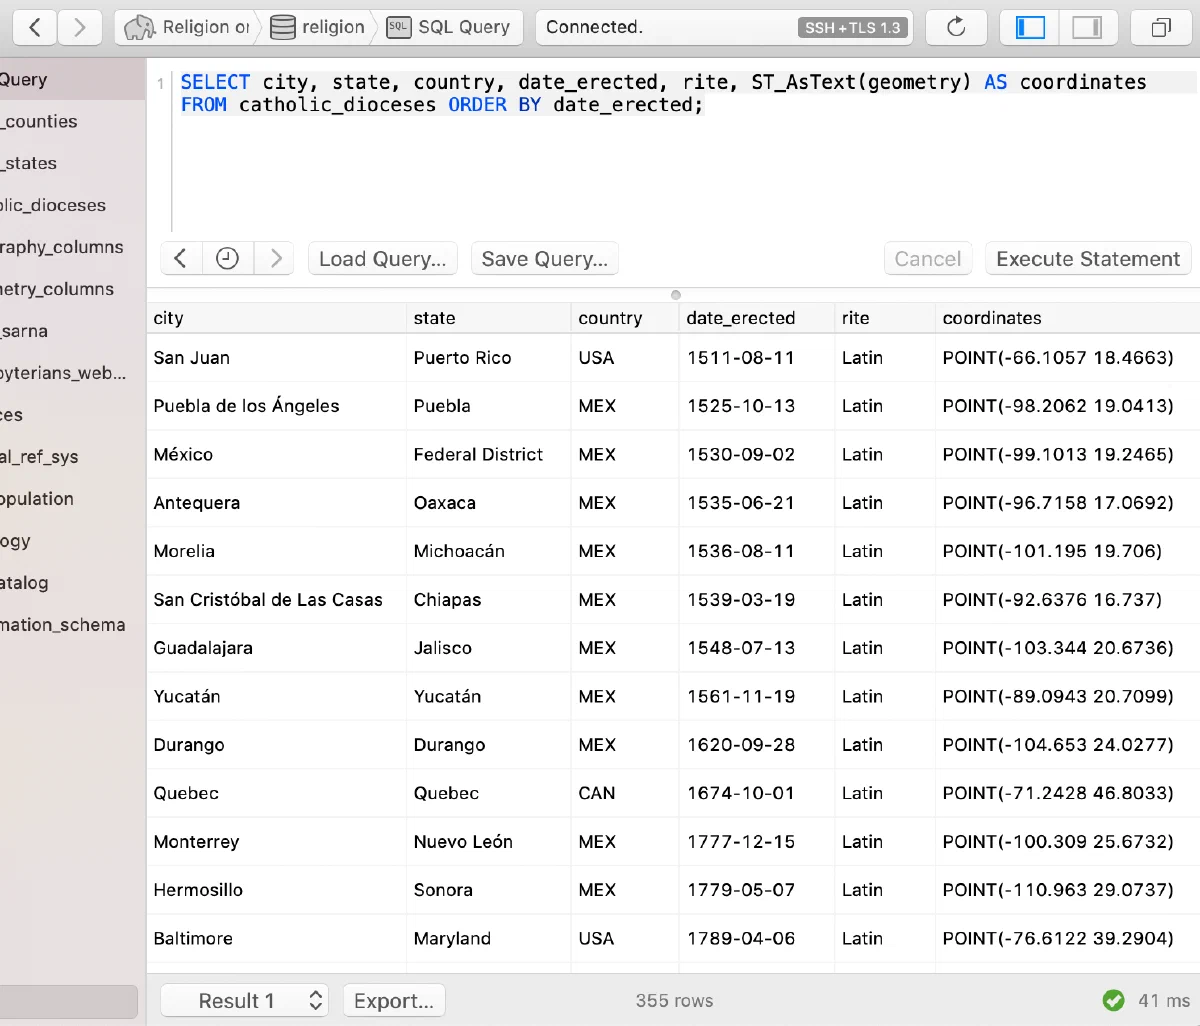 Religion or religion SQL SQL Query Connected. SSH + TLS 1.3
Query
_counties
_states
olic_dioceses
raphy_columns
netry_columns
_sarna
byterians_web...
ces
al_ref_sys
opulation
ogy
atalog
mation_schema
1 SELECT city, state, country, date_erected, rite, ST_AsText(geometry) AS coordinates
FROM catholic_dioceses ORDER BY date_erected;
Load Query... Save Query... Cancel Execute Statement
city state country date_erected rite coordinates
San Juan Puerto Rico USA 1511-08-11 Latin POINT(-66.1057 18.4663)
Puebla de los Ángeles Puebla MEX 1525-10-13 Latin POINT(-98.2062 19.0413)
México Federal District MEX 1530-09-02 Latin POINT(-99.1013 19.2465)
Antequera Oaxaca MEX 1535-06-21 Latin POINT(-96.7158 17.0692)
Morelia Michoacán MEX 1536-08-11 Latin POINT(-101.195 19.706)
San Cristóbal de Las Casas Chiapas MEX 1539-03-19 Latin POINT(-92.6376 16.737)
Guadalajara Jalisco MEX 1548-07-13 Latin POINT(-103.344 20.6736)
Yucatán Yucatán MEX 1561-11-19 Latin POINT(-89.0943 20.7099)
Durango Durango MEX 1620-09-28 Latin POINT(-104.653 24.0277)
Quebec Quebec CAN 1674-10-01 Latin POINT(-71.2428 46.8033)
Monterrey Nuevo León MEX 1777-12-15 Latin POINT(-100.309 25.6732)
Hermosillo Sonora MEX 1779-05-07 Latin POINT(-110.963 29.0737)
Baltimore Maryland USA 1789-04-06 Latin POINT(-76.6122 39.2904)
Result 1 Export... 355 rows 41 ms